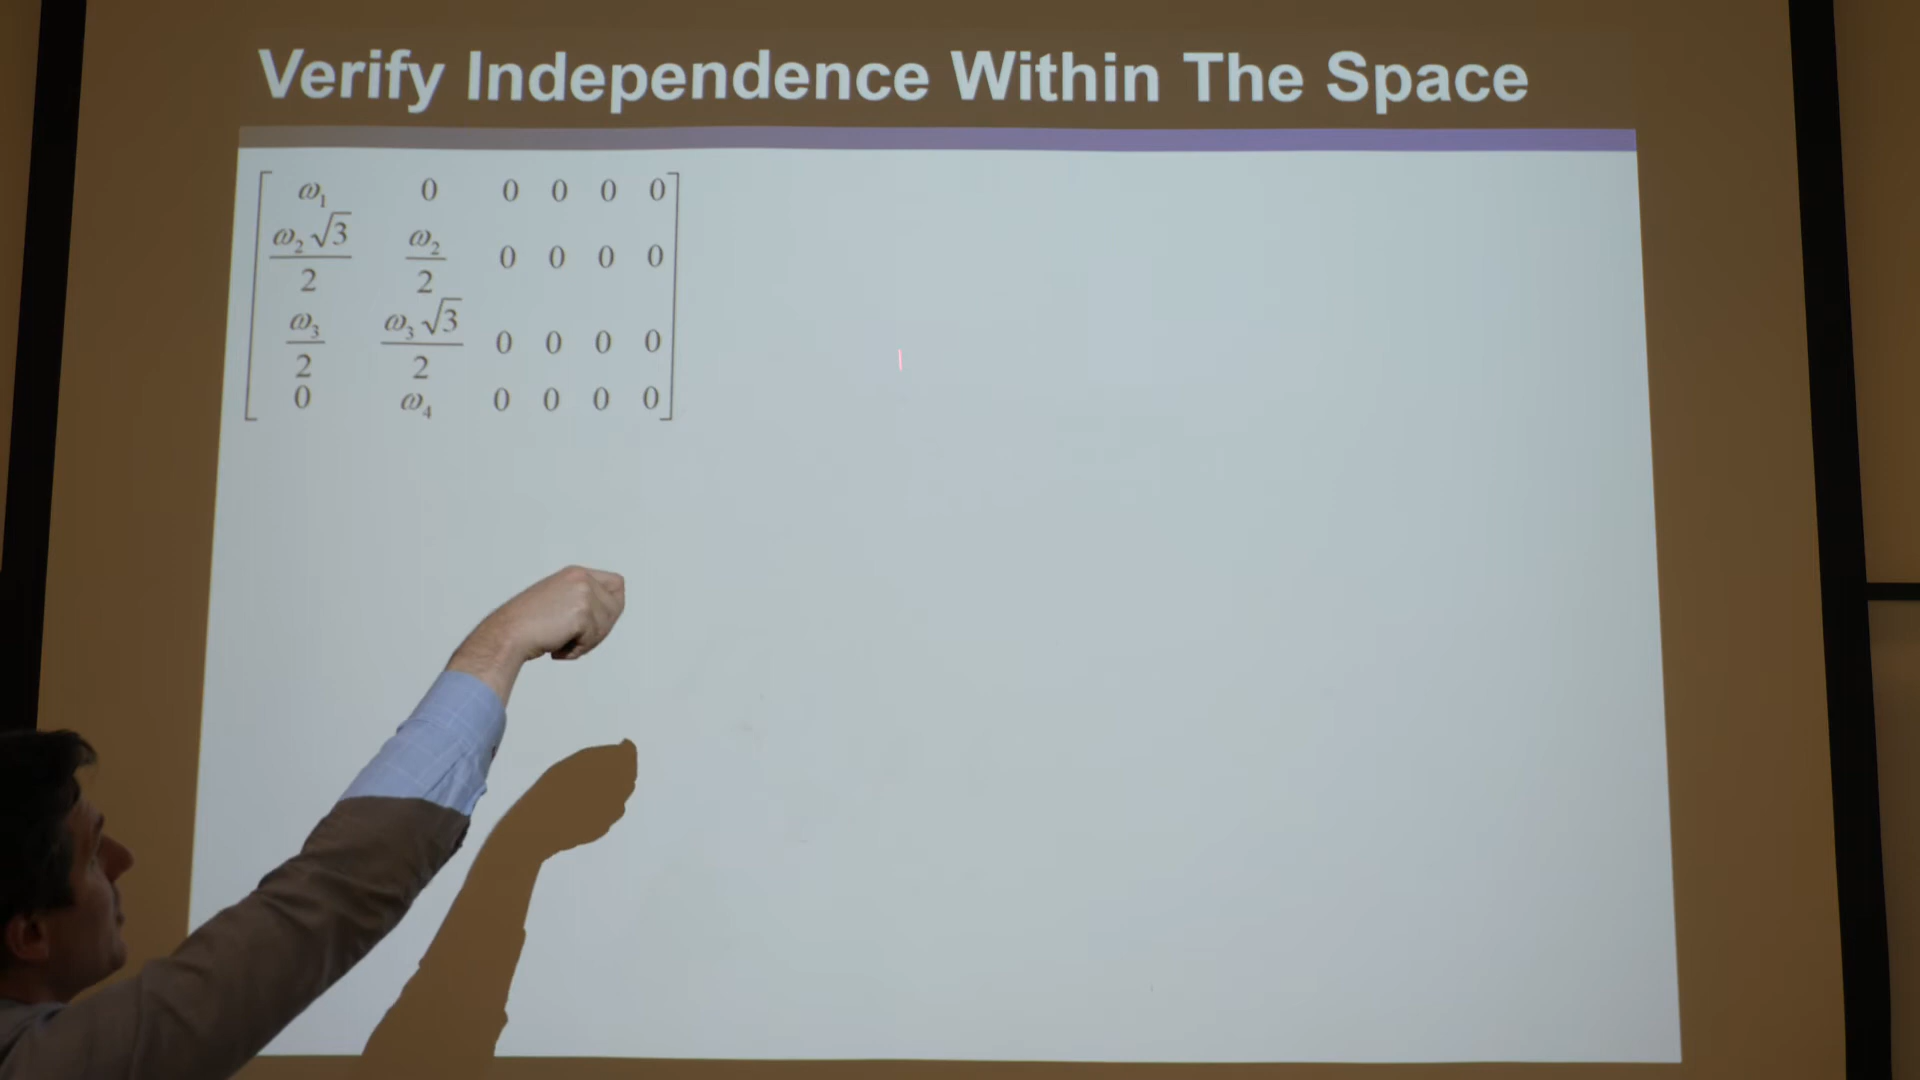 Verify Independence Within The Space
ω₁ 0 0 0 0 0
ω₂√3/2 ω₂/2 0 0 0 0
ω₃/2 ω₃√3/2 0 0 0 0
0 ω₄ 0 0 0 0